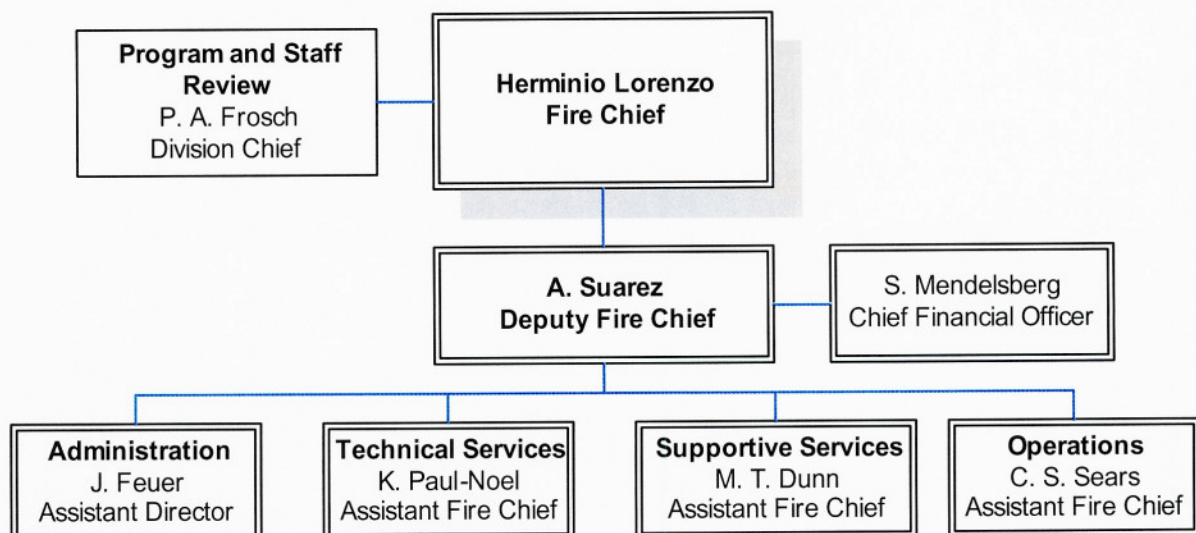 Program and Staff
Review
P. A. Frosch
Division Chief
Herminio Lorenzo
Fire Chief
A. Suarez
Deputy Fire Chief
S. Mendelsberg
Chief Financial Officer
Administration
J. Feuer
Assistant Director
Technical Services
K. Paul-Noel
Assistant Fire Chief
Supportive Services
M. T. Dunn
Assistant Fire Chief
Operations
C. S. Sears
Assistant Fire Chief